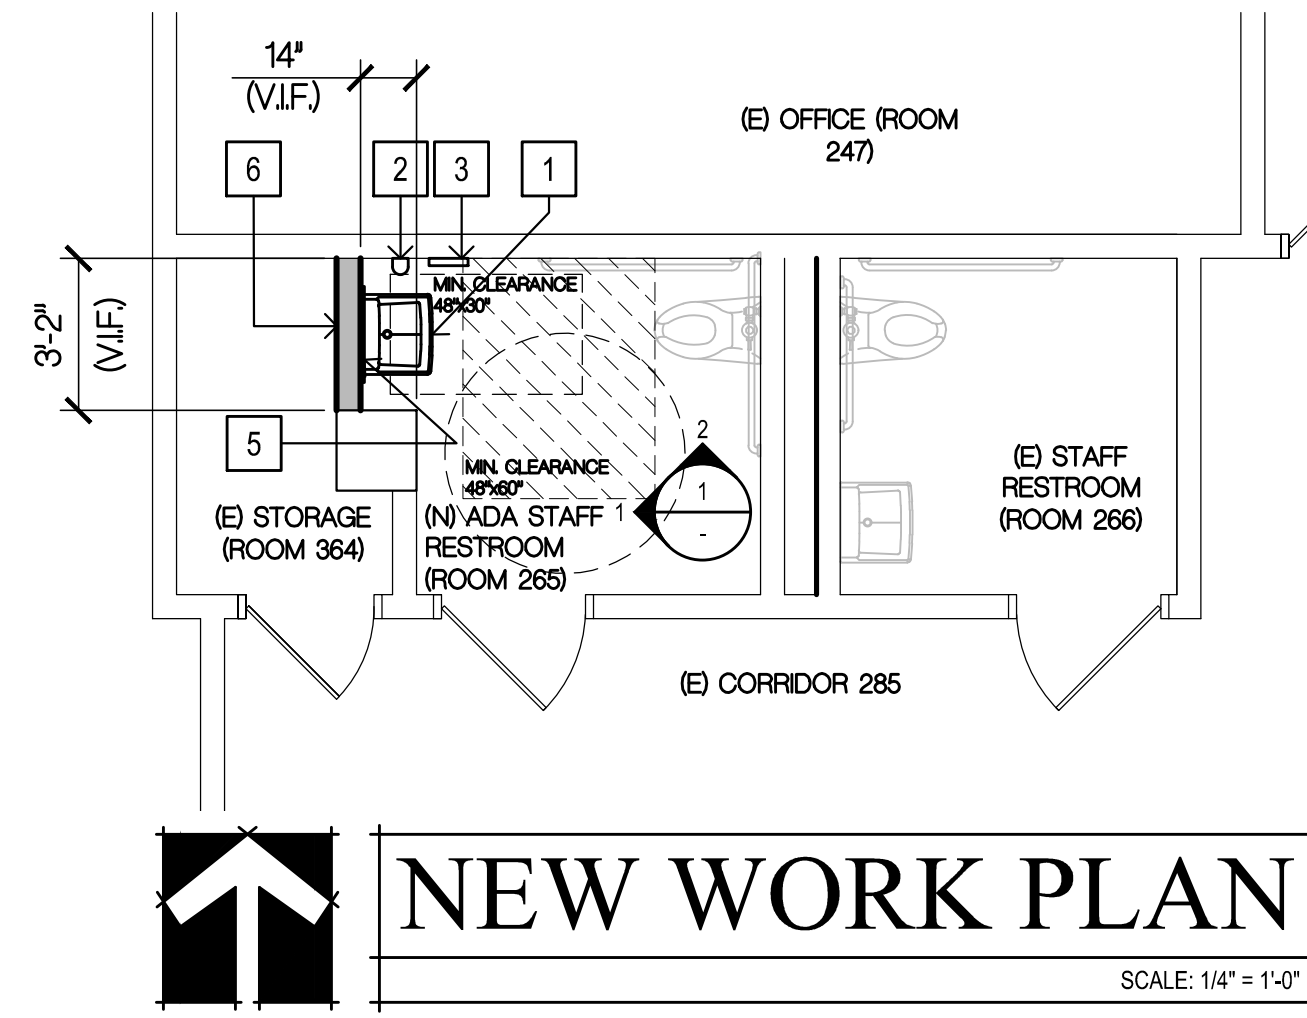 14"
(V.I.F.)
(E) OFFICE (ROOM
247)
6
2
3
1
MIN. CLEARANCE
48"x30"
3'-2"
(V.I.F.)
5
2
MIN. CLEARANCE
48"x60"
1
1
-
(E) STAFF
RESTROOM
(ROOM 266)
(E) STORAGE
(ROOM 364)
(N) ADA STAFF
RESTROOM
(ROOM 265)
(E) CORRIDOR 285
NEW WORK PLAN
SCALE: 1/4" = 1'-0"